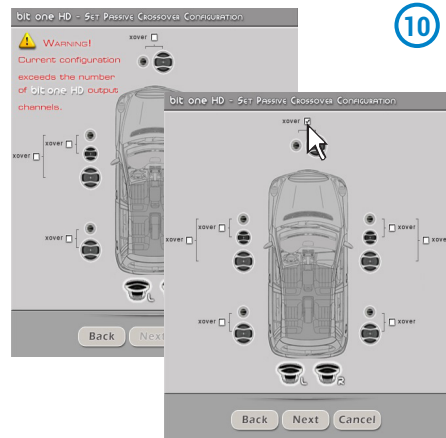 10
bit one HD - Set Passive Crossover Configuration
Warning!
Current configuration
exceeds the number
of bit one HD output
channels.
xover
xover
xover
xover
L
Back Next
bit one HD - Set Passive Crossover Configuration
xover
xover xover
xover xover
xover xover
L R
Back Next Cancel